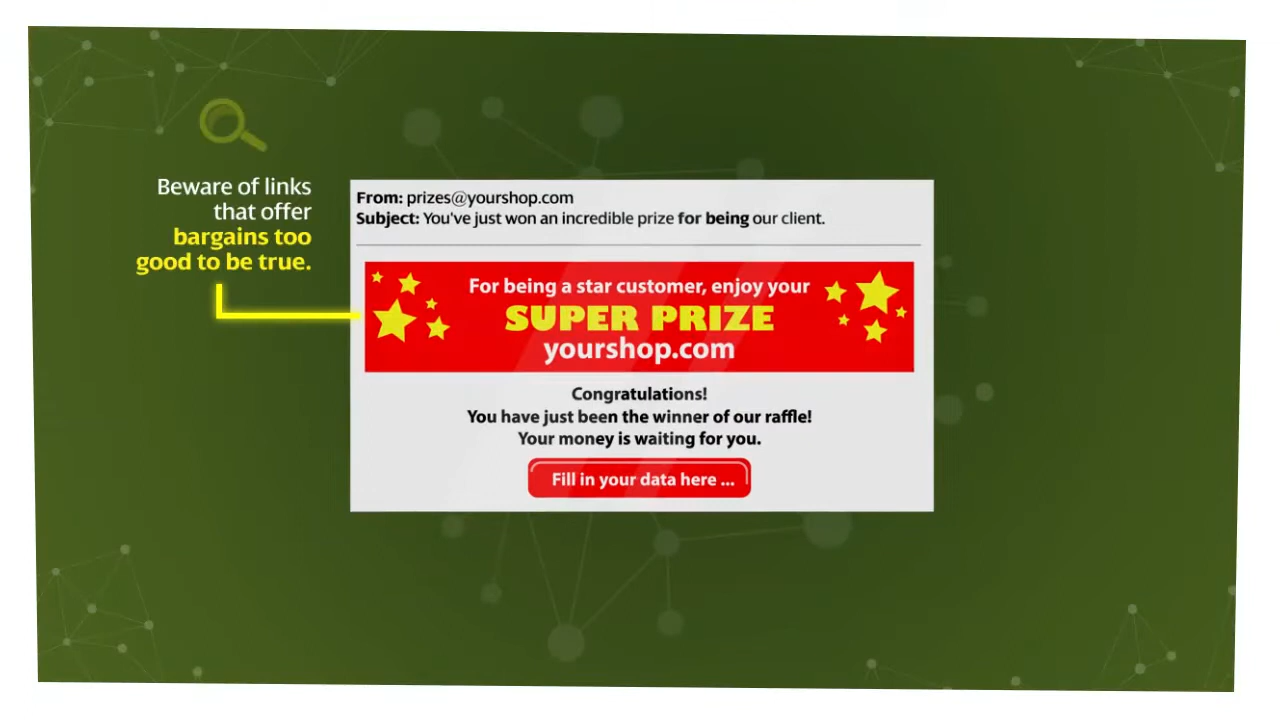 Beware of links
that offer
bargains too
good to be true.
From: prizes@yourshop.com
Subject: You've just won an incredible prize for being our client.
For being a star customer, enjoy your
SUPER PRIZE
yourshop.com
Congratulations!
You have just been the winner of our raffle!
Your money is waiting for you.
Fill in your data here ...